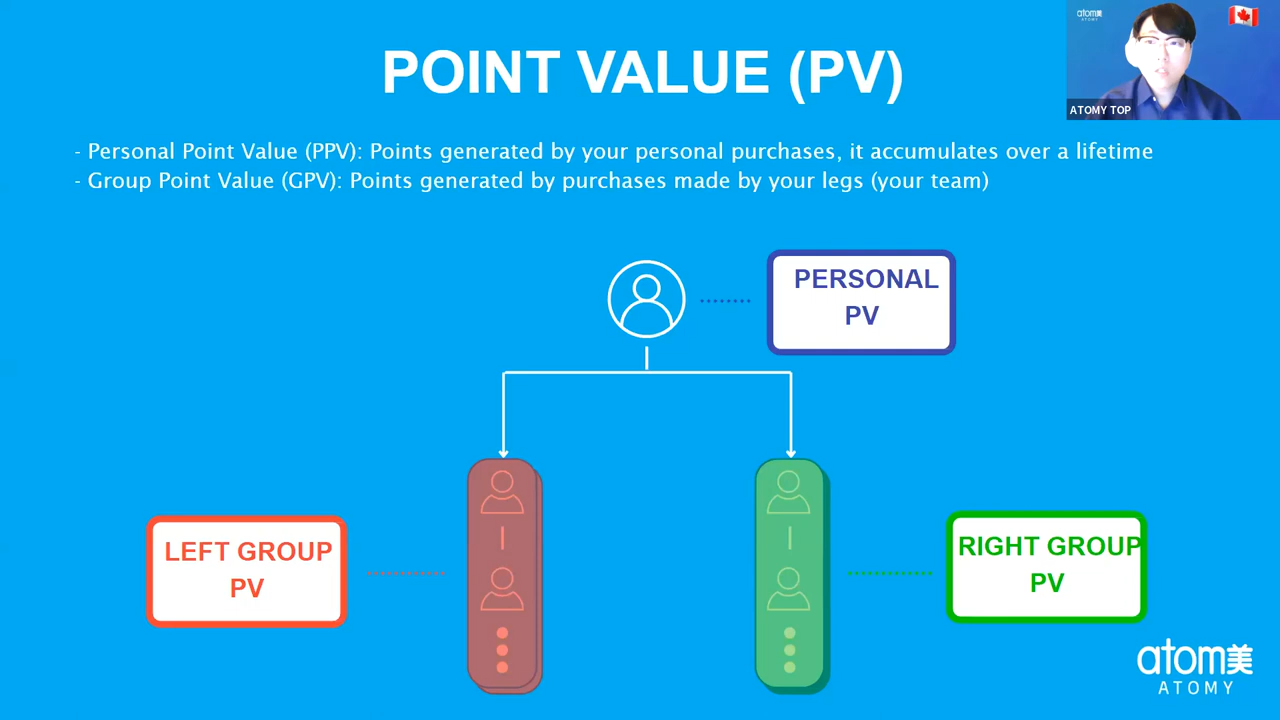 atom美
ATOMY
ATOMY TOP
POINT VALUE (PV)
- Personal Point Value (PPV): Points generated by your personal purchases, it accumulates over a lifetime
- Group Point Value (GPV): Points generated by purchases made by your legs (your team)
PERSONAL
PV
LEFT GROUP
PV
RIGHT GROUP
PV
atom美
ATOMY